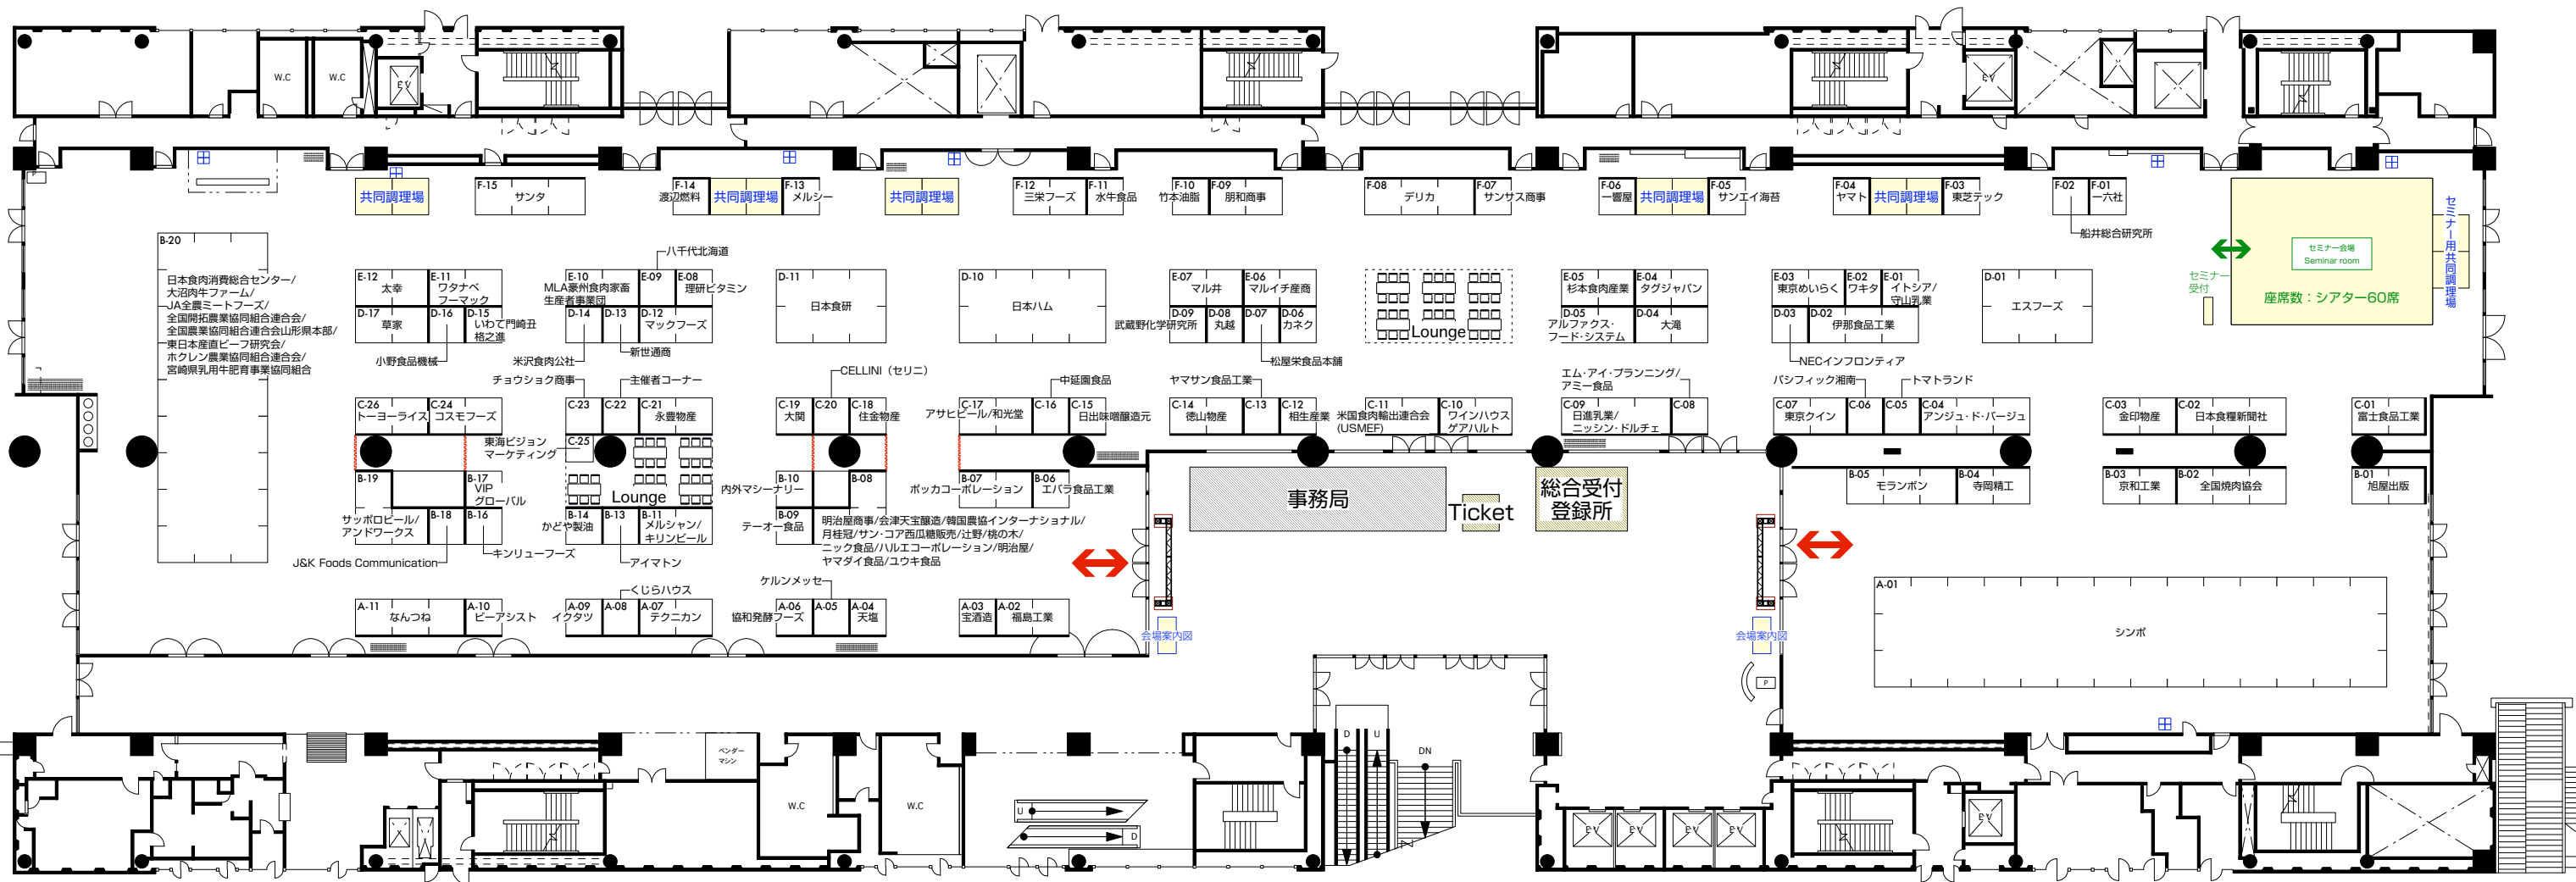 W.C
W.C
EV
EV
F-15
サンタ
F-14
渡辺燃料
F-13
メルシー
F-12
三栄フーズ
F-11
水牛食品
F-10
竹本油脂
F-09
朋和商事
F-08
デリカ
F-07
サンサス商事
F-06
一響屋
F-05
サンエイ海苔
F-04
ヤマト
F-03
東芝テック
F-02
F-01
一六社
船井総合研究所
共同調理場
共同調理場
共同調理場
共同調理場
共同調理場
セミナー用共同調理場
セミナー会場
Seminar room
セミナー
受付
座席数：シアター60席
B-20
日本食肉消費総合センター/
大沼肉牛ファーム/
JA全農ミートフーズ/
全国開拓農業協同組合連合会/
全国農業協同組合連合会山形県本部/
東日本産直ビーフ研究会/
ホクレン農業協同組合連合会/
宮崎県乳用牛肥育事業協同組合
E-12
太幸
E-11
ワタナベ
フーマック
E-10
MLA豪州食肉家畜
生産者事業団
E-09
八千代北海道
E-08
理研ビタミン
D-17
草家
D-16
小野食品機械
D-15
いわて門崎丑
格之進
D-14
米沢食肉公社
D-13
新世通商
D-12
マックフーズ
D-11
日本食研
D-10
日本ハム
E-07
マル井
E-06
マルイチ産商
D-09
武蔵野化学研究所
D-08
丸越
D-07
松屋栄食品本舗
D-06
カネク
Lounge
E-05
杉本食肉産業
E-04
タグジャパン
D-05
アルファクス・
フード・システム
D-04
大滝
E-03
東京めいらく
E-02
ワキタ
E-01
イトシア/
守山乳業
D-03
NECインフロンティア
D-02
伊那食品工業
D-01
エスフーズ
C-26
トーヨーライス
C-24
コスモフーズ
チョウショク商事
C-23
主催者コーナー
C-22
C-21
永豊物産
C-25
東海ビジョン
マーケティング
C-19
大関
C-20
CELLINI（セリニ）
C-18
住金物産
C-17
アサヒビール/和光堂
C-16
中延園食品
C-15
日出味噌醸造元
C-14
徳山物産
C-13
ヤマサン食品工業
C-12
相生産業
C-11
米国食肉輸出連合会
(USMEF)
C-10
ワインハウス
ゲアハルト
C-09
日進乳業/
ニッシン・ドルチェ
C-08
エム・アイ・プランニング/
アミー食品
C-07
東京クイン
C-06
パシフィック湘南
C-05
トマトランド
C-04
アンジュ・ド・バージュ
C-03
金印物産
C-02
日本食糧新聞社
C-01
富士食品工業
B-19
サッポロビール/
アンドワークス
B-18
J&K Foods Communication
B-17
VIP
グローバル
B-16
キンリューフーズ
Lounge
B-14
かどや製油
B-13
アイマトン
B-11
メルシャン/
キリンビール
B-10
内外マシーナリー
B-09
テーオー食品
B-08
明治屋商事/会津天宝醸造/韓国農協インターナショナル/
月桂冠/サン・コア西瓜糖販売/辻野/桃の木/
ニック食品/ハルエコーポレーション/明治屋/
ヤマダイ食品/ユウキ食品
B-07
ポッカコーポレーション
B-06
エバラ食品工業
事務局
Ticket
総合受付
登録所
B-05
モランボン
B-04
寺岡精工
B-03
京和工業
B-02
全国焼肉協会
B-01
旭屋出版
A-11
なんつね
A-10
ビーアシスト
A-09
イクタツ
A-08
くじらハウス
A-07
テクニカン
A-06
協和発酵フーズ
A-05
ケルンメッセ
A-04
天塩
A-03
宝酒造
A-02
福島工業
会場案内図
会場案内図
A-01
シンポ
P
ベンダー
マシン
W.C
W.C
U
D
D
U
DN
EV
EV
EV
EV
EV